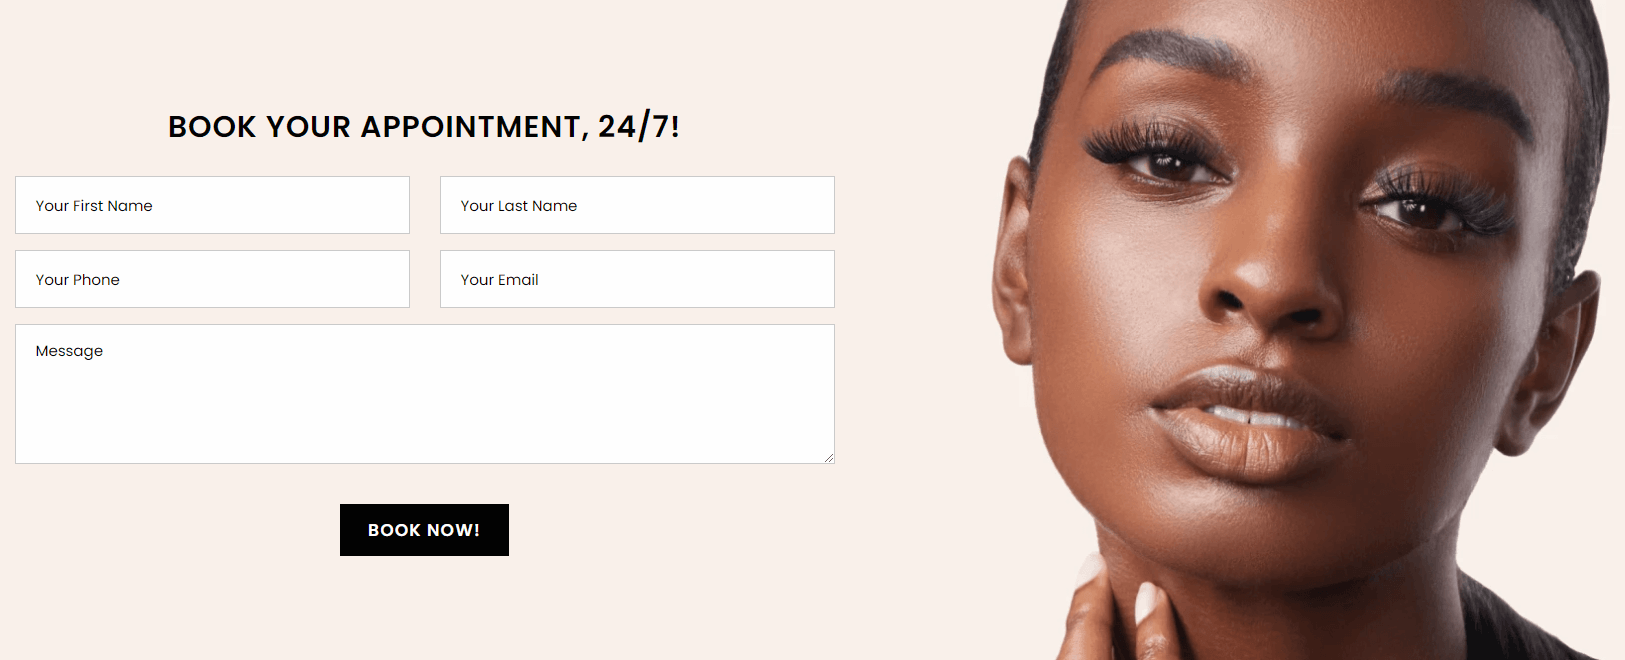 BOOK YOUR APPOINTMENT, 24/7!
Your First Name
Your Last Name
Your Phone
Your Email
Message
BOOK NOW!